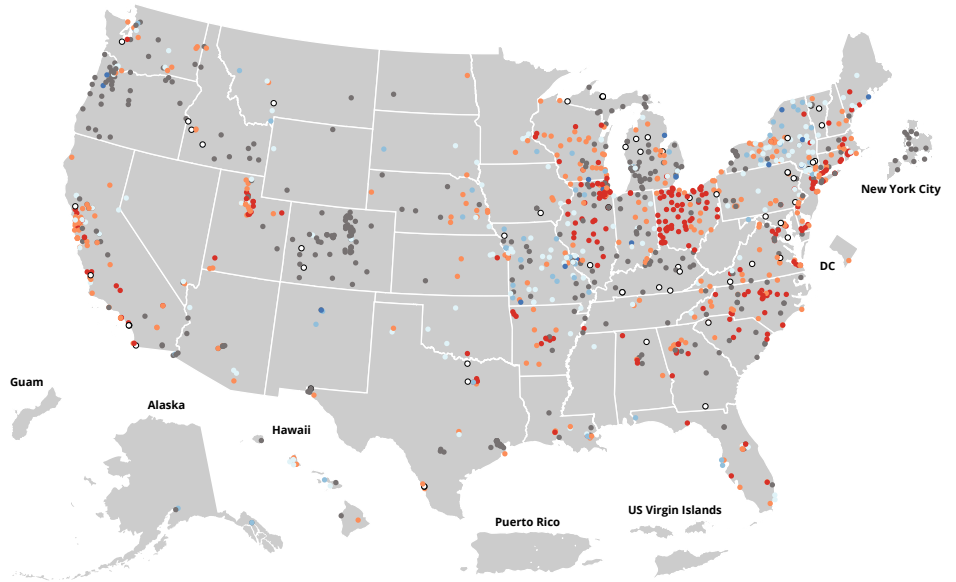 New York City
DC
Guam
Alaska
Hawaii
US Virgin Islands
Puerto Rico